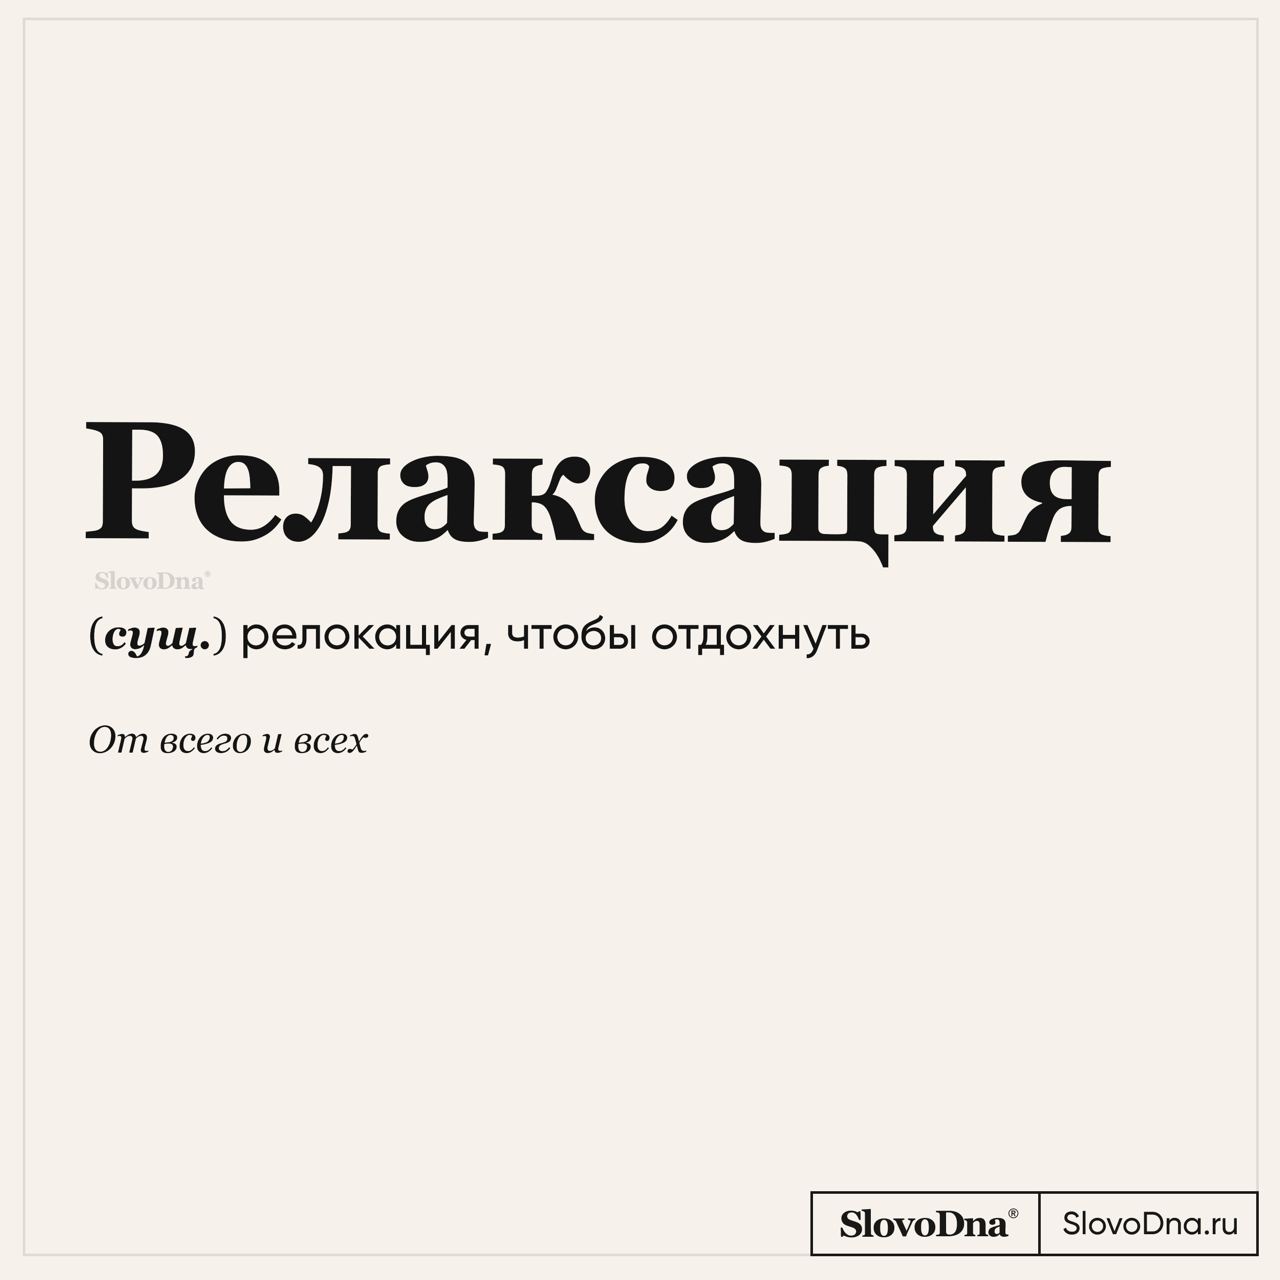 Релаксация
SlovoDna®
(сущ.) релокация, чтобы отдохнуть
От всего и всех
SlovoDna® SlovoDna.ru